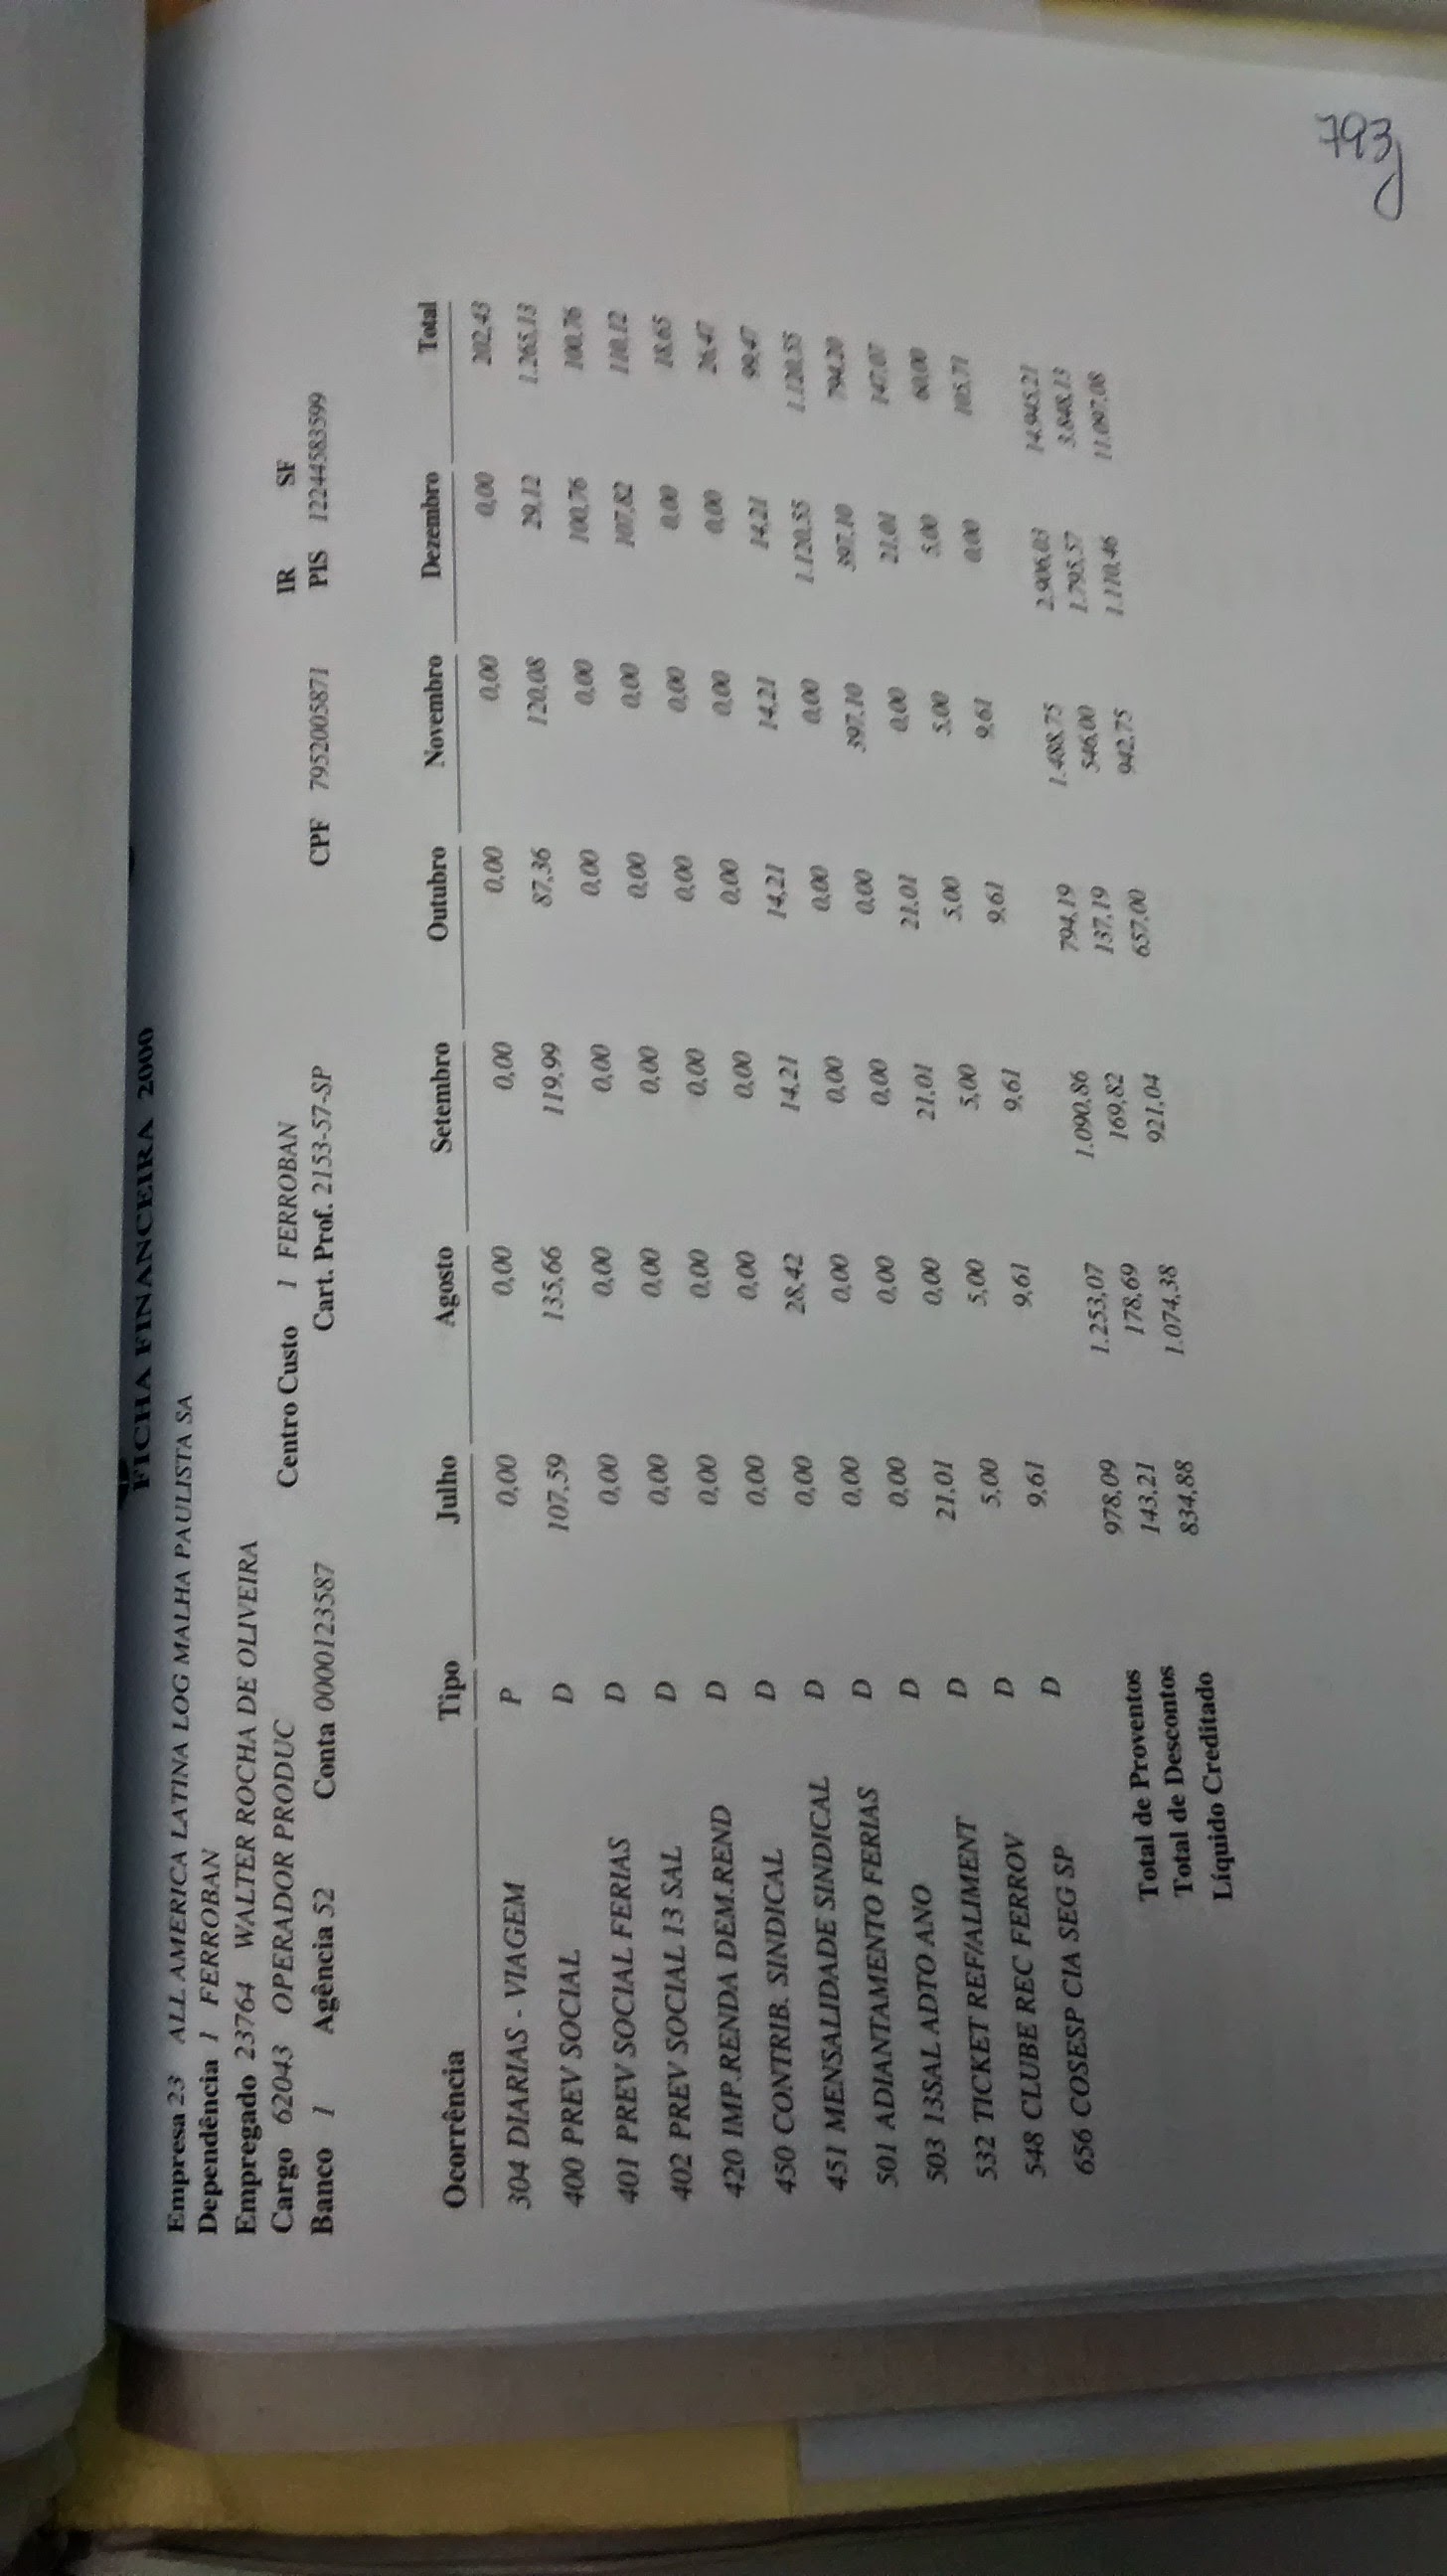 793
FICHA FINANCEIRA 2000
Empresa 23 ALL AMERICA LATINA LOG MALHA PAULISTA SA
Dependência 1 FERROBAN
Empregado 23764 WALTER ROCHA DE OLIVEIRA
Cargo 62043 OPERADOR PRODUC Centro Custo 1 FERROBAN IR SF
Banco 1 Agência 52 Conta 0000123587 Cart. Prof. 2153-57-SP CPF 7952005871 PIS 12244583599
Ocorrência Tipo Julho Agosto Setembro Outubro Novembro Dezembro Total
304 DIARIAS - VIAGEM P 0,00 0,00 0,00 0,00 0,00 0,00 202,43
400 PREV SOCIAL D 107,59 135,66 119,99 87,36 120,08 29,12 1.265,13
401 PREV SOCIAL FERIAS D 0,00 0,00 0,00 0,00 0,00 100,76 100,76
402 PREV SOCIAL 13 SAL D 0,00 0,00 0,00 0,00 0,00 107,82 110,12
420 IMP.RENDA DEM.REND D 0,00 0,00 0,00 0,00 0,00 0,00 18,65
450 CONTRIB. SINDICAL D 0,00 0,00 0,00 0,00 0,00 0,00 26,47
451 MENSALIDADE SINDICAL D 0,00 28,42 14,21 14,21 14,21 14,21 99,47
501 ADIANTAMENTO FERIAS D 0,00 0,00 0,00 0,00 0,00 1.120,55 1.120,55
503 13SAL ADTO ANO D 0,00 0,00 0,00 0,00 397,10 397,10 794,20
532 TICKET REF/ALIMENT D 21,01 0,00 21,01 21,01 0,00 21,01 147,07
548 CLUBE REC FERROV D 5,00 5,00 5,00 5,00 5,00 5,00 60,00
656 COSESP CIA SEG SP D 9,61 9,61 9,61 9,61 9,61 0,00 105,71
Total de Proventos 978,09 1.253,07 1.090,86 794,19 1.488,75 2.906,03 14.945,21
Total de Descontos 143,21 178,69 169,82 137,19 546,00 1.795,57 3.848,13
Líquido Creditado 834,88 1.074,38 921,04 657,00 942,75 1.110,46 11.097,08